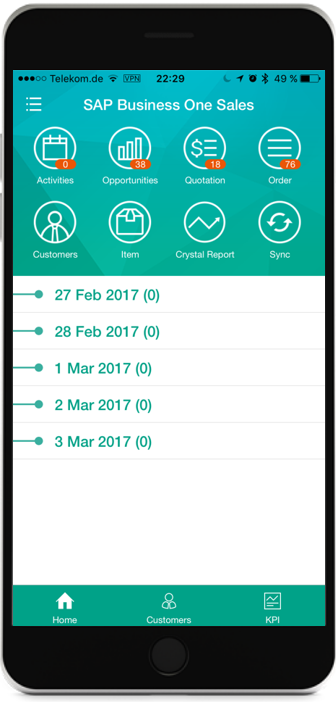 ●●●○○ Telekom.de VPN 22:29 49 %
SAP Business One Sales
0 38 18 76
Activities Opportunities Quotation Order
Customers Item Crystal Report Sync
27 Feb 2017 (0)
28 Feb 2017 (0)
1 Mar 2017 (0)
2 Mar 2017 (0)
3 Mar 2017 (0)
Home Customers KPI